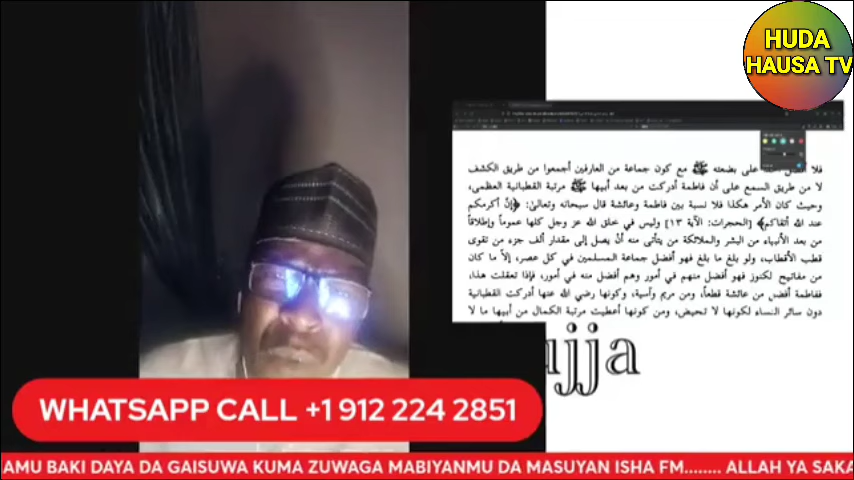 HUDA
HAUSA TV
على بضعته ﷺ مع كون جماعة من العارفين أجمعوا من طريق الكشف
لا من طريق السمع على أن فاطمة أدركت من بعد أبيها ﷺ مرتبة القطبانية العظمى،
وحيث كان الأمر هكذا فلا نسبة بين فاطمة وعائشة قال سبحانه وتعالى: ﴿إنّ أكرمكم
عند الله أتقاكم﴾ [الحجرات: الآية ١٣] وليس في خلق الله عز وجل كلها عموماً وإطلاقاً
من بعد الأنبياء من البشر والملائكة من يتأتى منه أن يصل إلى مقدار ألف جزء من تقوى
قطب الأقطاب، ولو بلغ ما بلغ فهو أفضل جماعة المسلمين في كل عصر، إلاّ ما كان
من مفاتيح لكنوز فهو أفضل منهم في أمور وهم أفضل منه في أمور، فإذا تعقلت هذا،
ففاطمة أفضس من عائشة قطعاً، ومن مريم وآسية، وكونها رضي الله عنها أدركت القطبانية
دون سائر النساء لكونها لا تحيض، ومن كونها أعطيت مرتبة الكمال من أبيها ما لا
ujja
WHATSAPP CALL +1 912 224 2851
AMU BAKI DAYA DA GAISUWA KUMA ZUWAGA MABIYANMU DA MASUYAN ISHA FM........ ALLAH YA SAKA